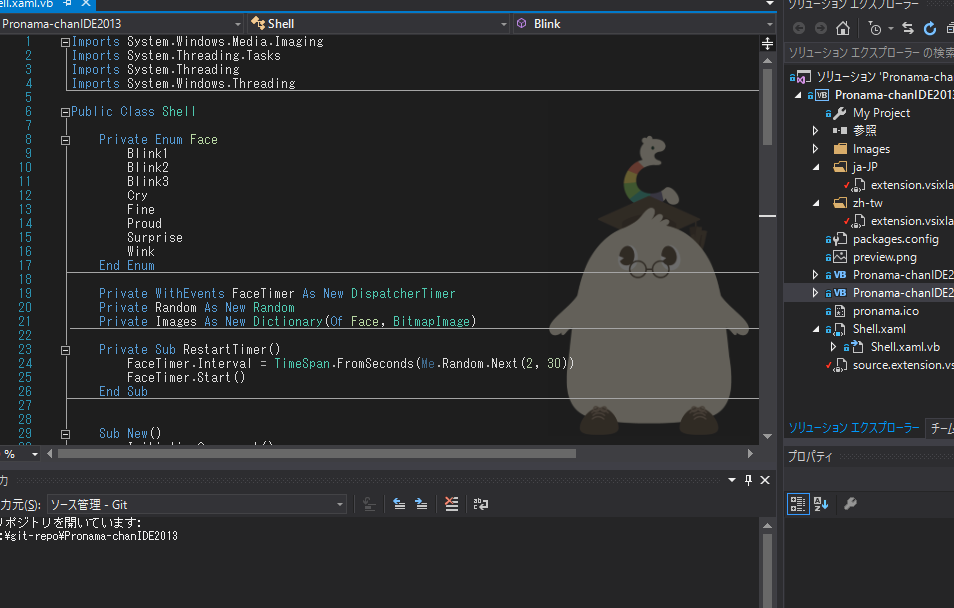 ell.xaml.vb
Pronama-chanIDE2013
Shell
Blink
1 Imports System.Windows.Media.Imaging
2 Imports System.Threading.Tasks
3 Imports System.Threading
4 Imports System.Windows.Threading
5
6 Public Class Shell
7
8 Private Enum Face
9 Blink1
10 Blink2
11 Blink3
12 Cry
13 Fine
14 Proud
15 Surprise
16 Wink
17 End Enum
18
19 Private WithEvents FaceTimer As New DispatcherTimer
20 Private Random As New Random
21 Private Images As New Dictionary(Of Face, BitmapImage)
22
23 Private Sub RestartTimer()
24 FaceTimer.Interval = TimeSpan.FromSeconds(Me.Random.Next(2, 30))
25 FaceTimer.Start()
26 End Sub
27
28
29 Sub New()
%
力
力元(S): ソース管理 - Git
リポジトリを開いています:
:¥git-repo¥Pronama-chanIDE2013
ソリューション エクスプローラー
ソリューション エクスプローラー の検索
ソリューション 'Pronama-cha
Pronama-chanIDE2013
My Project
参照
Images
ja-JP
extension.vsixla
zh-tw
extension.vsixla
packages.config
preview.png
Pronama-chanIDE2
Pronama-chanIDE2
pronama.ico
Shell.xaml
Shell.xaml.vb
source.extension.vs
ソリューション エクスプローラー
チーム
プロパティ